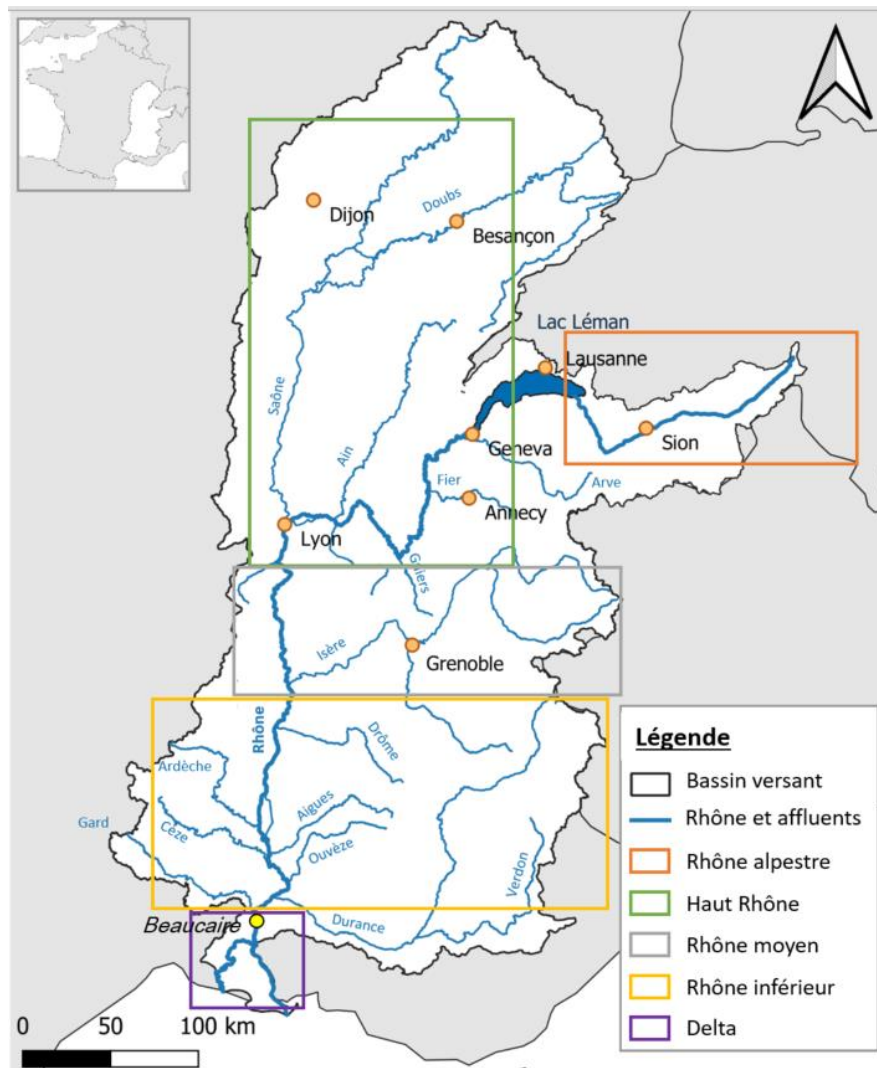 Dijon
Doubs
Besançon
Lac Léman
Lausanne
Saône
Ain
Geneva
Sion
Fier
Arve
Annecy
Lyon
Guiers
Isère
Grenoble
Rhône
Drôme
Ardèche
Aigues
Gard
Cèze
Ouvèze
Verdon
Durance
Beaucaire
0 50 100 km
Légende
Bassin versant
Rhône et affluents
Rhône alpestre
Haut Rhône
Rhône moyen
Rhône inférieur
Delta